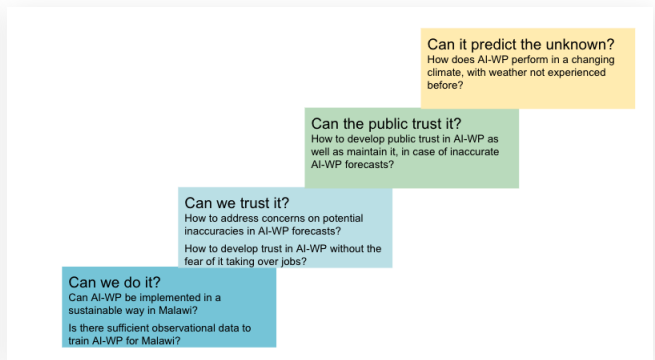 Can it predict the unknown?
How does AI-WP perform in a changing
climate, with weather not experienced
before?
Can the public trust it?
How to develop public trust in AI-WP as
well as maintain it, in case of inaccurate
AI-WP forecasts?
Can we trust it?
How to address concerns on potential
inaccuracies in AI-WP forecasts?
How to develop trust in AI-WP without the
fear of it taking over jobs?
Can we do it?
Can AI-WP be implemented in a
sustainable way in Malawi?
Is there sufficient observational data to
train AI-WP for Malawi?